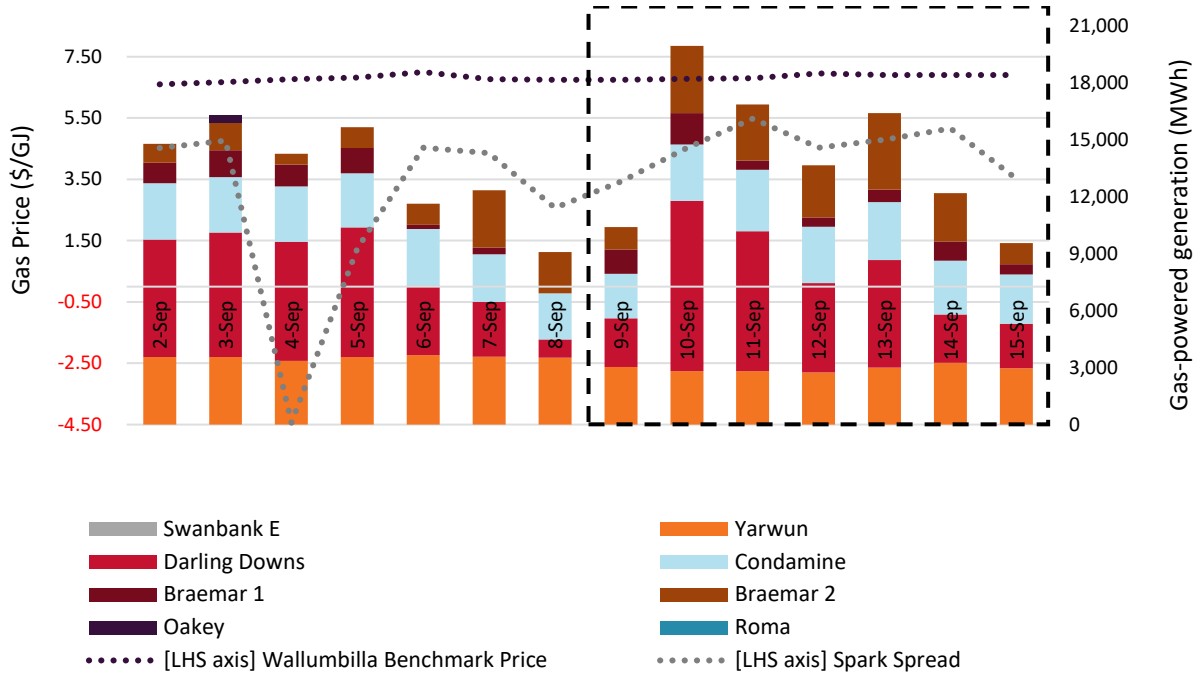 Gas Price ($/GJ)
7.50
5.50
3.50
1.50
-0.50
-2.50
-4.50
2-Sep
3-Sep
4-Sep
5-Sep
6-Sep
7-Sep
8-Sep
9-Sep
10-Sep
11-Sep
12-Sep
13-Sep
14-Sep
15-Sep
21,000
18,000
15,000
12,000
9,000
6,000
3,000
0
Gas-powered generation (MWh)
Swanbank E
Yarwun
Darling Downs
Condamine
Braemar 1
Braemar 2
Oakey
Roma
[LHS axis] Wallumbilla Benchmark Price
[LHS axis] Spark Spread